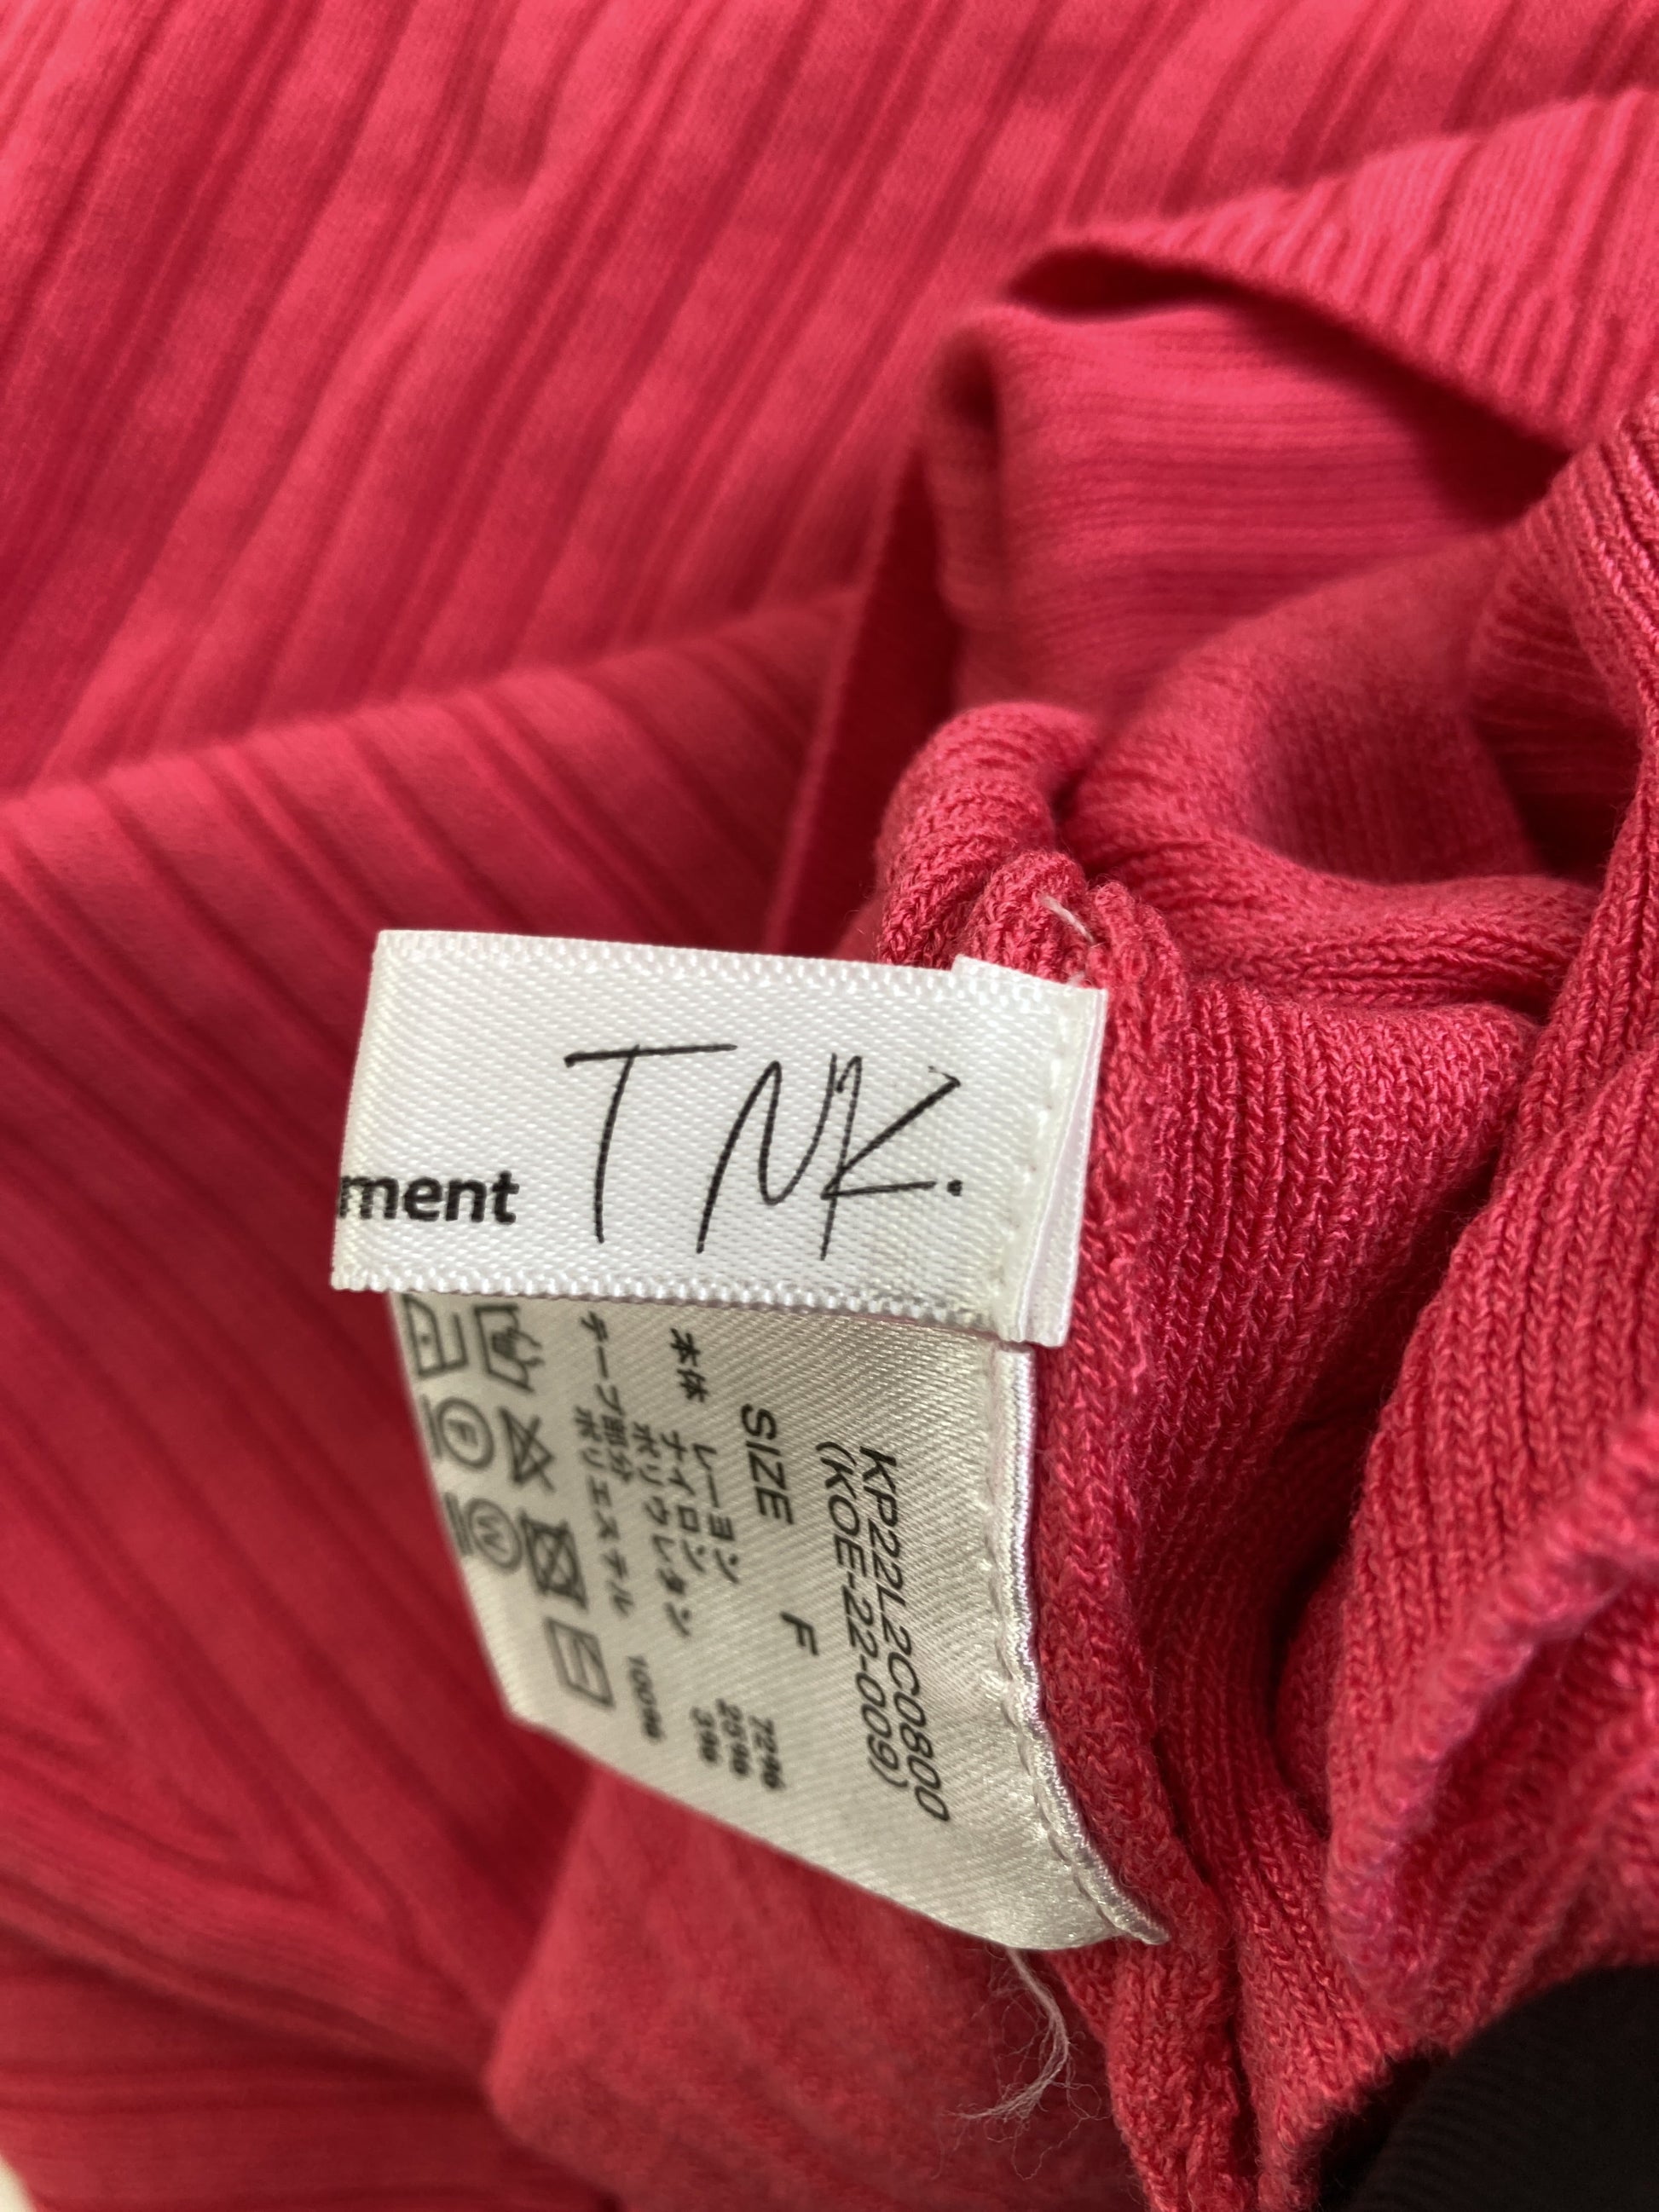 ment TNK.
KP22L2C0800
(KOE-22-009)
SIZE F
本体 レーヨン 72%
ナイロン 25%
ポリウレタン 3%
テープ部分
ポリエステル 100%